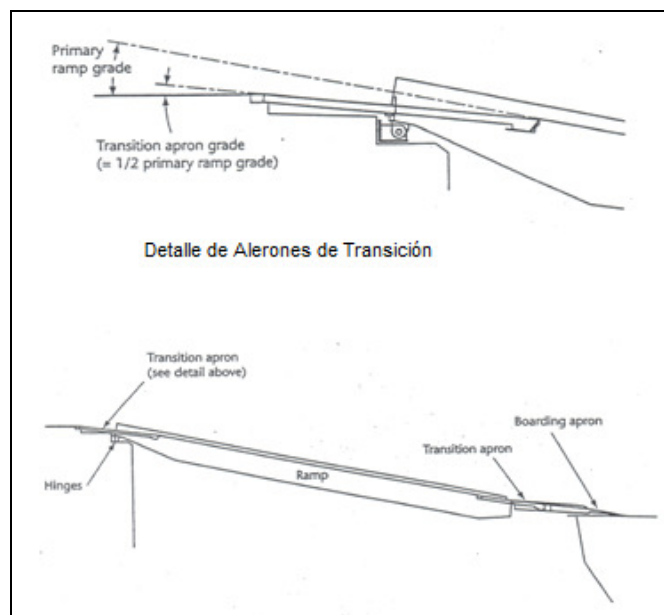 Primary
ramp grade
Transition apron grade
(= 1/2 primary ramp grade)
Detalle de Alerones de Transición
Transition apron
(see detail above)
Boarding apron
Transition apron
Ramp
Hinges